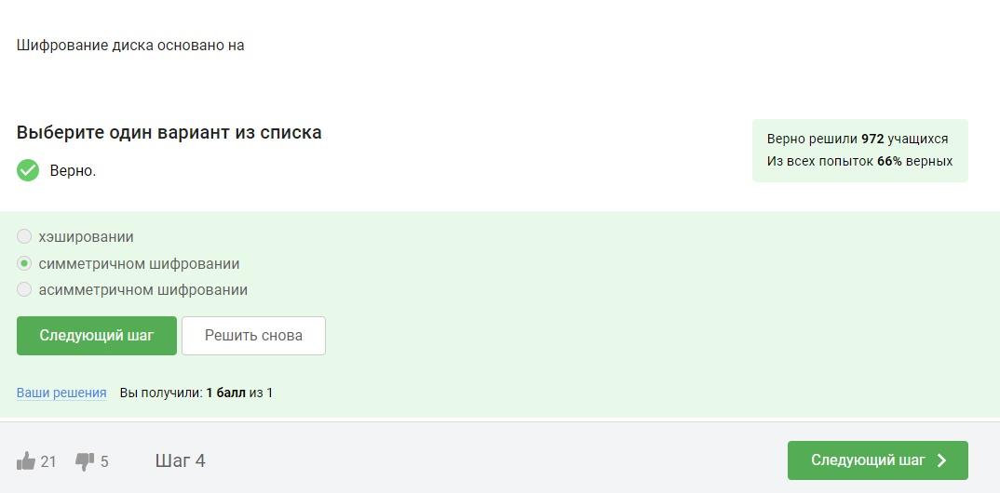 Шифрование диска основано на
Выберите один вариант из списка
Верно.
Верно решили 972 учащихся
Из всех попыток 66% верных
хэшировании
симметричном шифровании
асимметричном шифровании
Следующий шаг
Решить снова
Ваши решения Вы получили: 1 балл из 1
21 5 Шаг 4
Следующий шаг